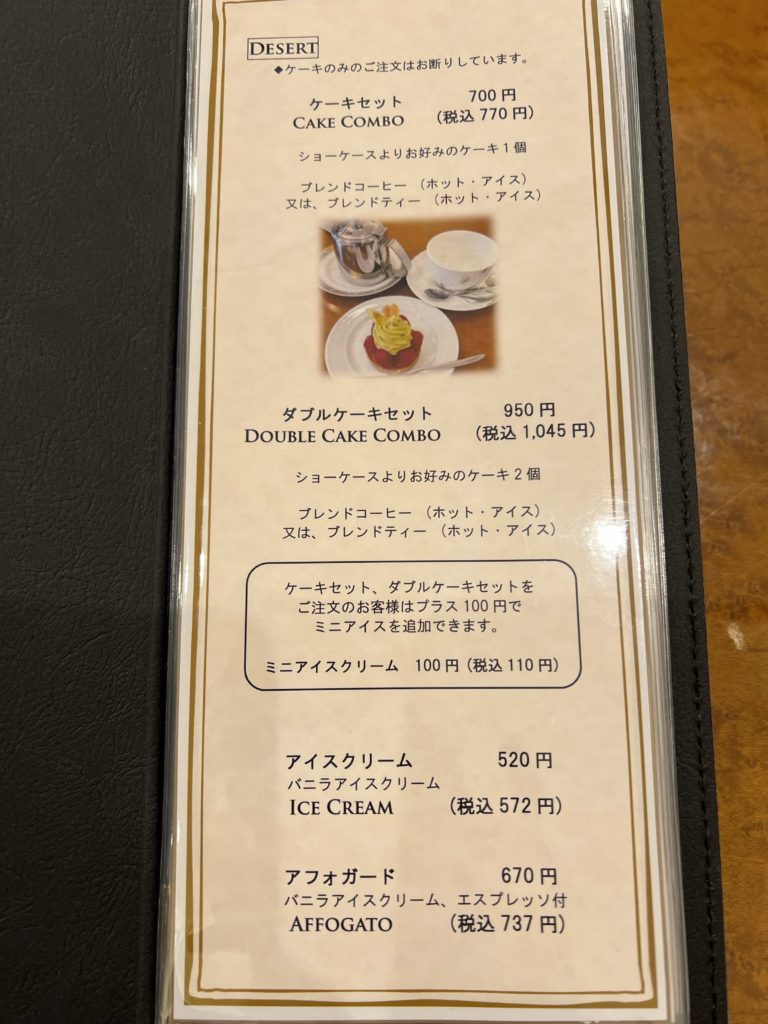 DESERT
◆ケーキのみのご注文はお断りしています。
ケーキセット 700円
CAKE COMBO (税込770円)
ショーケースよりお好みのケーキ1個
ブレンドコーヒー (ホット・アイス)
又は、ブレンドティー (ホット・アイス)
ダブルケーキセット 950円
DOUBLE CAKE COMBO (税込1,045円)
ショーケースよりお好みのケーキ2個
ブレンドコーヒー (ホット・アイス)
又は、ブレンドティー (ホット・アイス)
ケーキセット、ダブルケーキセットを
ご注文のお客様はプラス100円で
ミニアイスを追加できます。
ミニアイスクリーム 100円 (税込110円)
アイスクリーム 520円
バニラアイスクリーム
ICE CREAM (税込572円)
アフォガード 670円
バニラアイスクリーム、エスプレッソ付
AFFOGATO (税込737円)